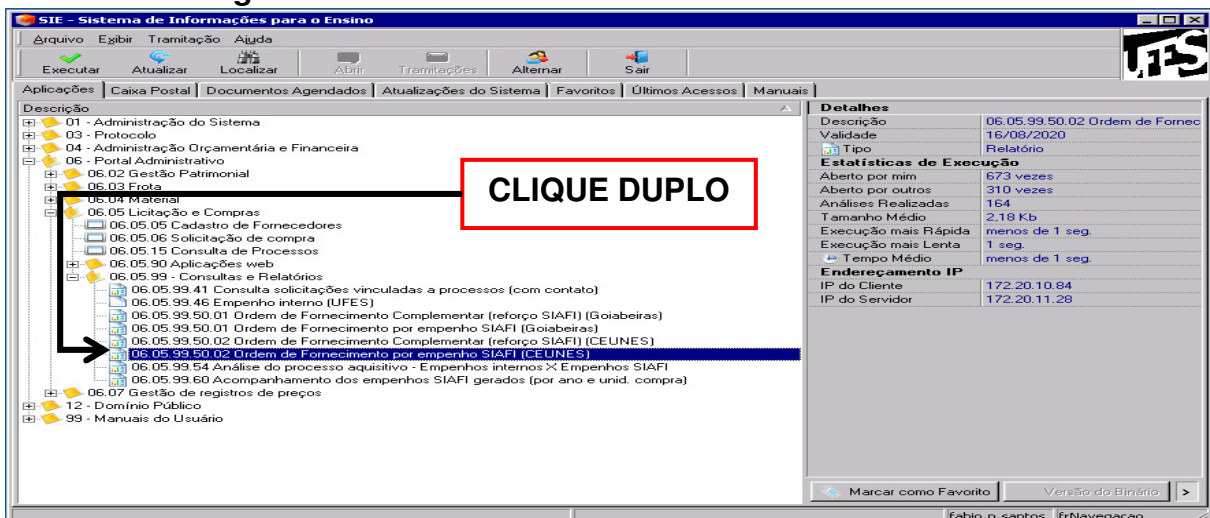 SIE - Sistema de Informações para o Ensino
Arquivo Exibir Tramitação Ajuda
Executar Atualizar Localizar Abrir Tramitações Alternar Sair
Aplicações Caixa Postal Documentos Agendados Atualizações do Sistema Favoritos Últimos Acessos Manuais
Descrição
01 - Administração do Sistema
03 - Protocolo
04 - Administração Orçamentária e Financeira
06 - Portal Administrativo
06.02 Gestão Patrimonial
06.03 Frota
06.04 Material
06.05 Licitação e Compras
06.05.05 Cadastro de Fornecedores
06.05.06 Solicitação de compra
06.05.15 Consulta de Processos
06.05.90 Aplicações web
06.05.99 - Consultas e Relatórios
06.05.99.41 Consulta solicitações vinculadas a processos (com contato)
06.05.99.46 Empenho interno (UFES)
06.05.99.50.01 Ordem de Fornecimento Complementar (reforço SIAFI) (Goiabeiras)
06.05.99.50.01 Ordem de Fornecimento por empenho SIAFI (Goiabeiras)
06.05.99.50.02 Ordem de Fornecimento Complementar (reforço SIAFI) (CEUNES)
06.05.99.50.02 Ordem de Fornecimento por empenho SIAFI (CEUNES)
06.05.99.54 Análise do processo aquisitivo - Empenhos internos X Empenhos SIAFI
06.05.99.60 Acompanhamento dos empenhos SIAFI gerados (por ano e unid. compra)
06.07 Gestão de registros de preços
12 - Domínio Público
99 - Manuais do Usuário
CLIQUE DUPLO
Detalhes
Descrição 06.05.99.50.02 Ordem de Fornec
Validade 16/08/2020
Tipo Relatório
Estatísticas de Execução
Aberto por mim 673 vezes
Aberto por outros 310 vezes
Análises Realizadas 164
Tamanho Médio 2,18 Kb
Execução mais Rápida menos de 1 seg.
Execução mais Lenta 1 seg.
Tempo Médio menos de 1 seg.
Endereçamento IP
IP do Cliente 172.20.10.84
IP do Servidor 172.20.11.28
Marcar como Favorito Versão do Binário >
fabio.n.santos frNavegacao